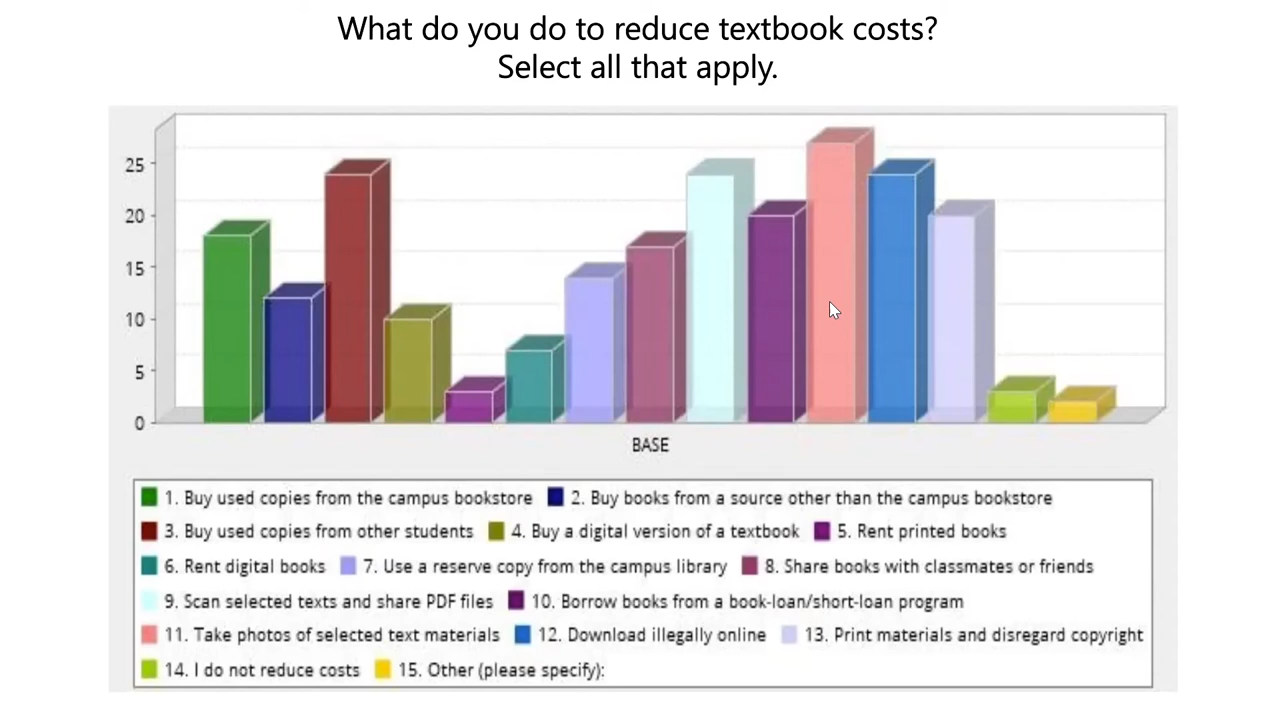 What do you do to reduce textbook costs?
Select all that apply.
25
20
15
10
5
0
BASE
1. Buy used copies from the campus bookstore 2. Buy books from a source other than the campus bookstore
3. Buy used copies from other students 4. Buy a digital version of a textbook 5. Rent printed books
6. Rent digital books 7. Use a reserve copy from the campus library 8. Share books with classmates or friends
9. Scan selected texts and share PDF files 10. Borrow books from a book-loan/short-loan program
11. Take photos of selected text materials 12. Download illegally online 13. Print materials and disregard copyright
14. I do not reduce costs 15. Other (please specify):